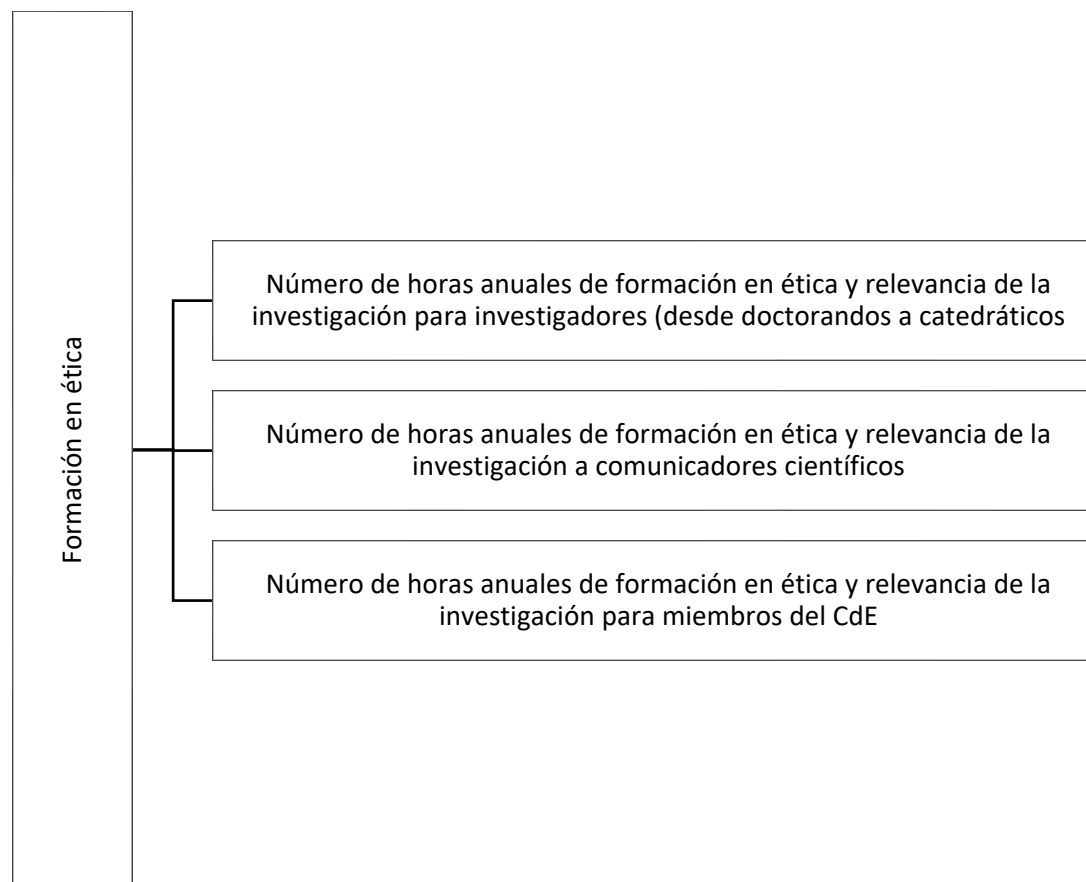 Formación en ética
Número de horas anuales de formación en ética y relevancia de la
investigación para investigadores (desde doctorandos a catedráticos
Número de horas anuales de formación en ética y relevancia de la
investigación a comunicadores científicos
Número de horas anuales de formación en ética y relevancia de la
investigación para miembros del CdE